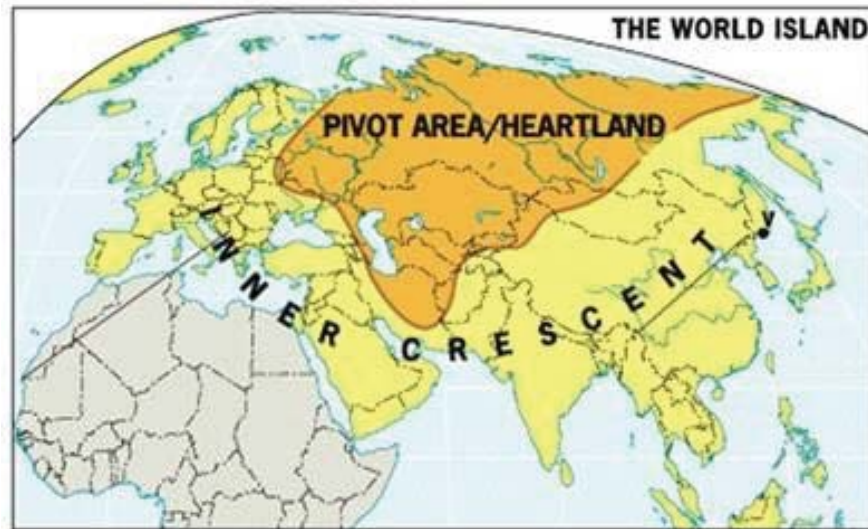 THE WORLD ISLAND
PIVOT AREA/HEARTLAND
INNER CRESCENT
V